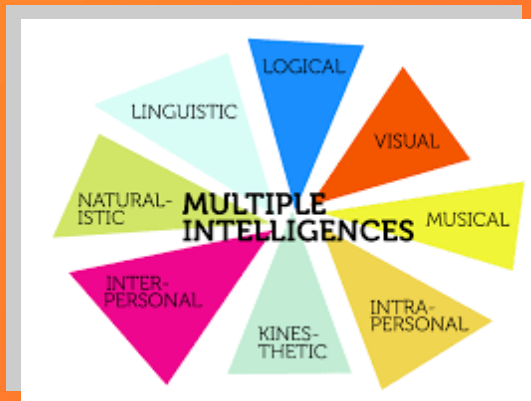 LOGICAL
LINGUISTIC
VISUAL
NATURAL-
ISTIC
MULTIPLE
INTELLIGENCES
MUSICAL
INTER-
PERSONAL
INTRA-
PERSONAL
KINES-
THETIC